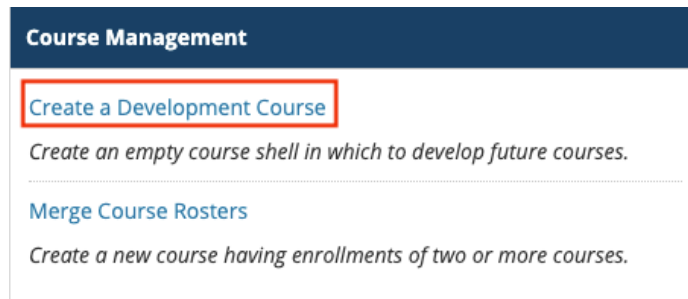 Course Management
Create a Development Course
Create an empty course shell in which to develop future courses.
Merge Course Rosters
Create a new course having enrollments of two or more courses.